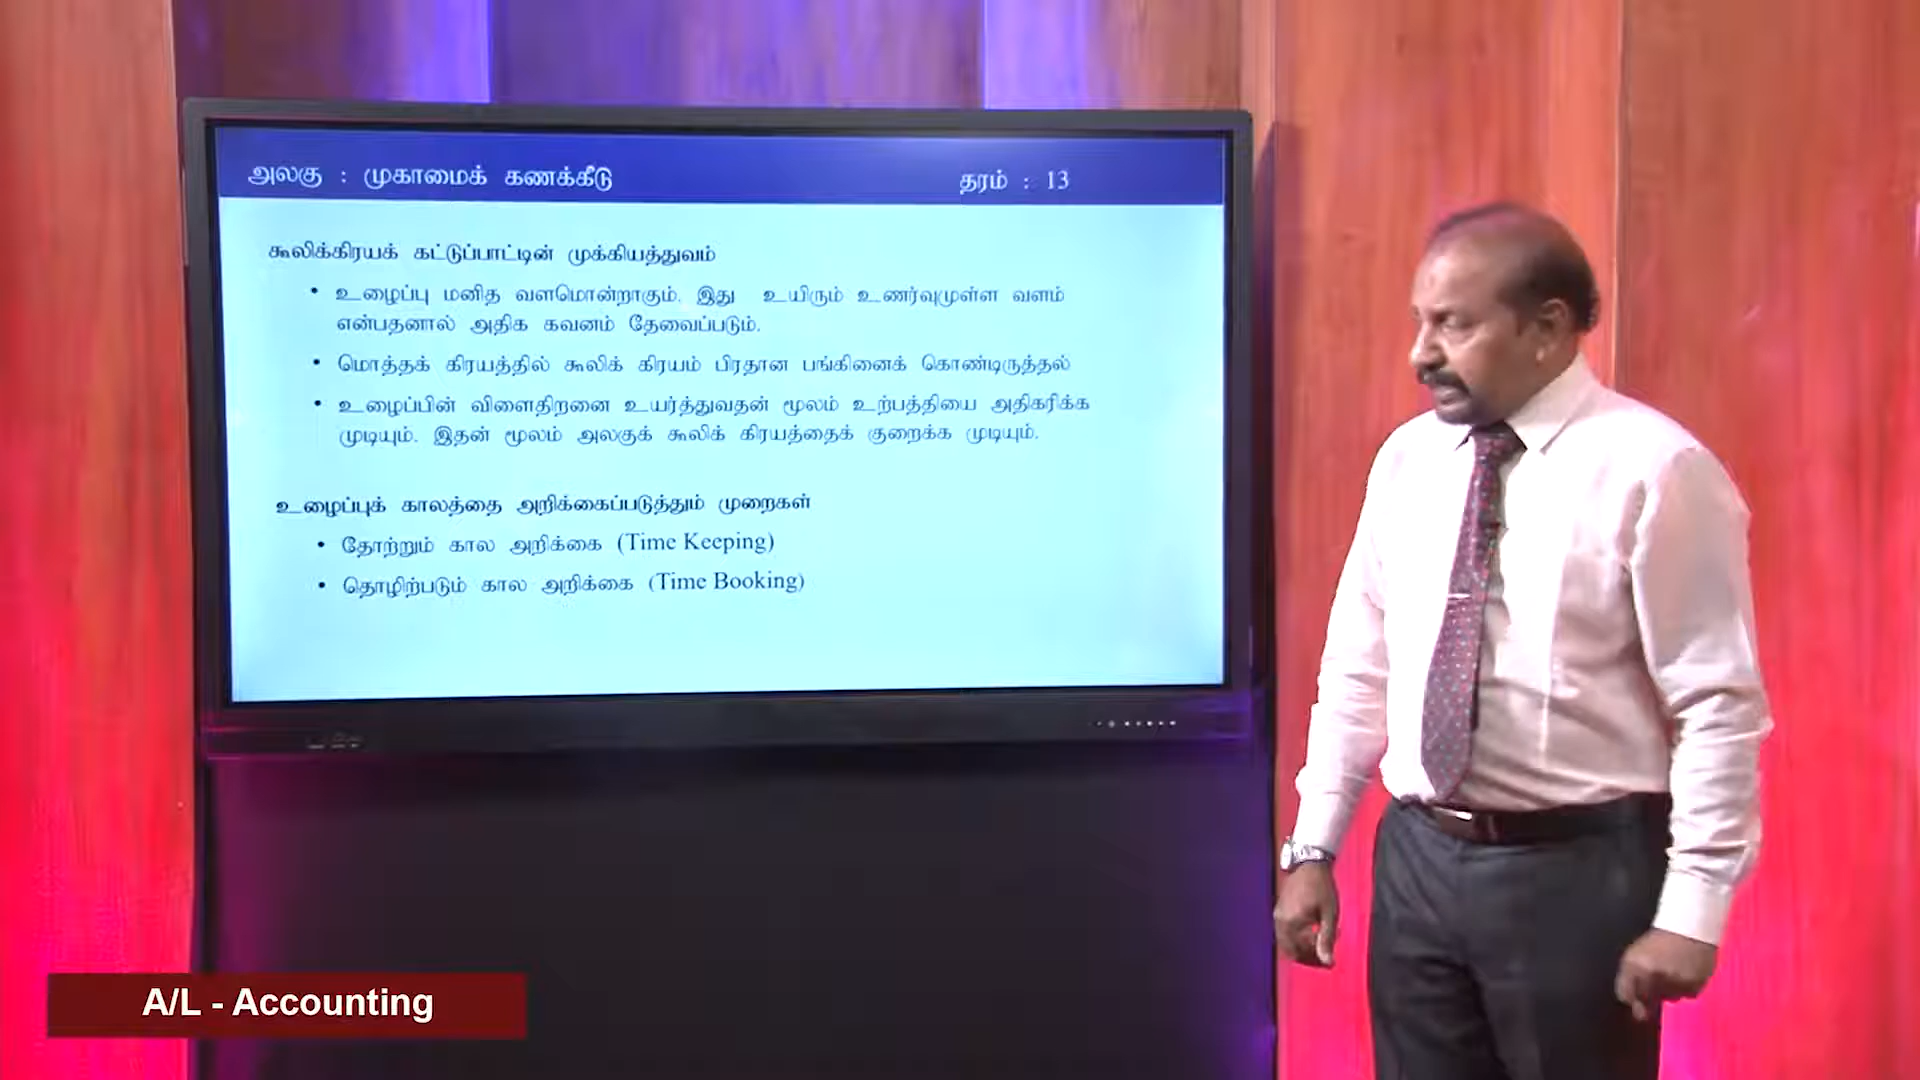 அலகு : முகாமைக் கணக்கீடு
தரம் : 13
கூலிக்கிரயக் கட்டுப்பாட்டின் முக்கியத்துவம்
• உழைப்பு மனித வளமொன்றாகும். இது உயிரும் உணர்வுமுள்ள வளம்
என்பதனால் அதிக கவனம் தேவைப்படும்.
• மொத்தக் கிரயத்தில் கூலிக் கிரயம் பிரதான பங்கினைக் கொண்டிருத்தல்
• உழைப்பின் விளைதிறனை உயர்த்துவதன் மூலம் உற்பத்தியை அதிகரிக்க
முடியும். இதன் மூலம் அலகுக் கூலிக் கிரயத்தைக் குறைக்க முடியும்.
உழைப்புக் காலத்தை அறிக்கைப்படுத்தும் முறைகள்
• தோற்றும் கால அறிக்கை (Time Keeping)
• தொழிற்படும் கால அறிக்கை (Time Booking)
A/L - Accounting